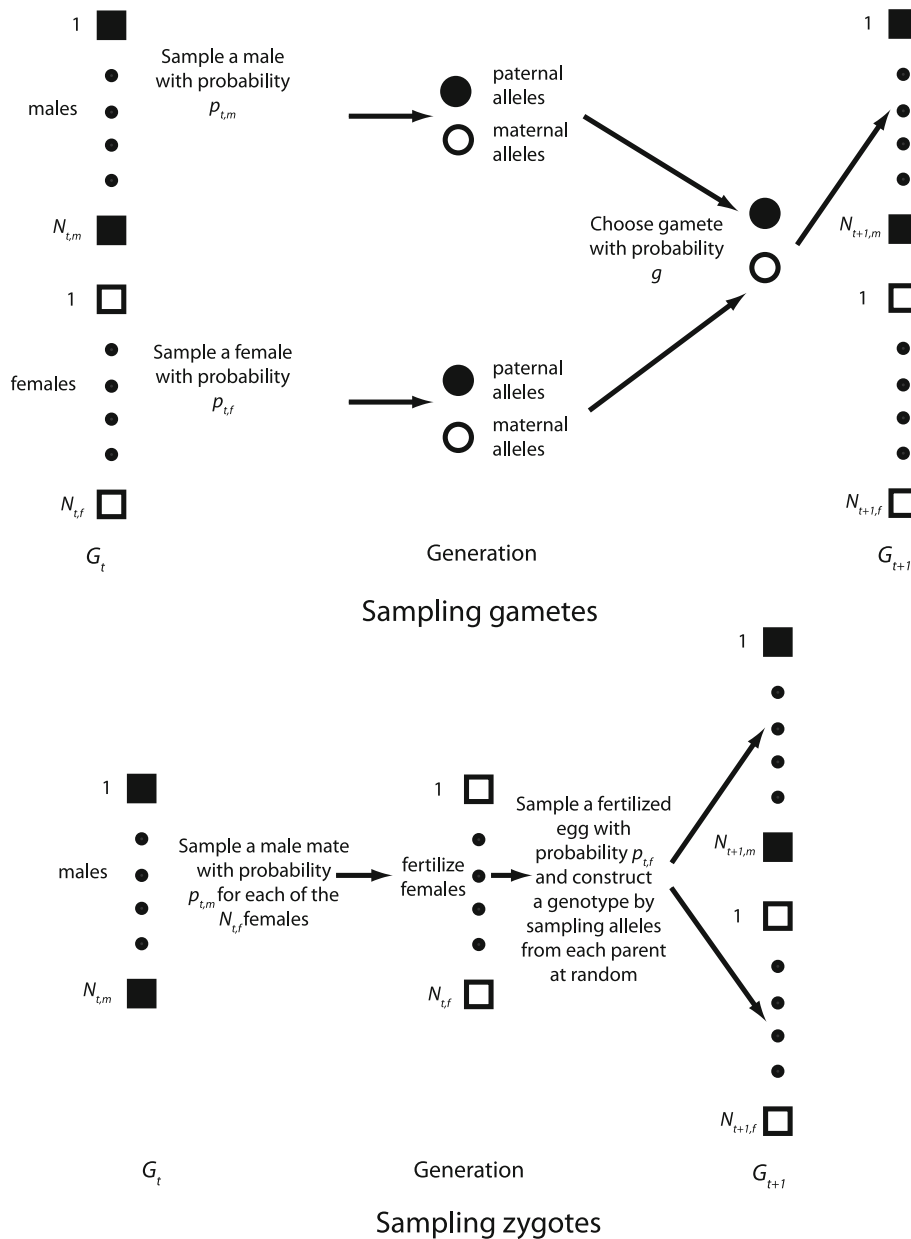 1
Sample a male
with probability
p_{t,m}
males
N_{t,m}
paternal
alleles
maternal
alleles
Choose gamete
with probability
g
1
N_{t+1,m}
1
females
Sample a female
with probability
p_{t,f}
N_{t,f}
paternal
alleles
maternal
alleles
1
N_{t+1,f}
G_t
Generation
G_{t+1}
Sampling gametes
1
males
Sample a male mate
with probability
p_{t,m} for each of the
N_{t,f} females
N_{t,m}
1
fertilize
females
N_{t,f}
Sample a fertilized
egg with
probability p_{t,f}
and construct
a genotype by
sampling alleles
from each parent
at random
1
N_{t+1,m}
1
N_{t+1,f}
G_t
Generation
G_{t+1}
Sampling zygotes